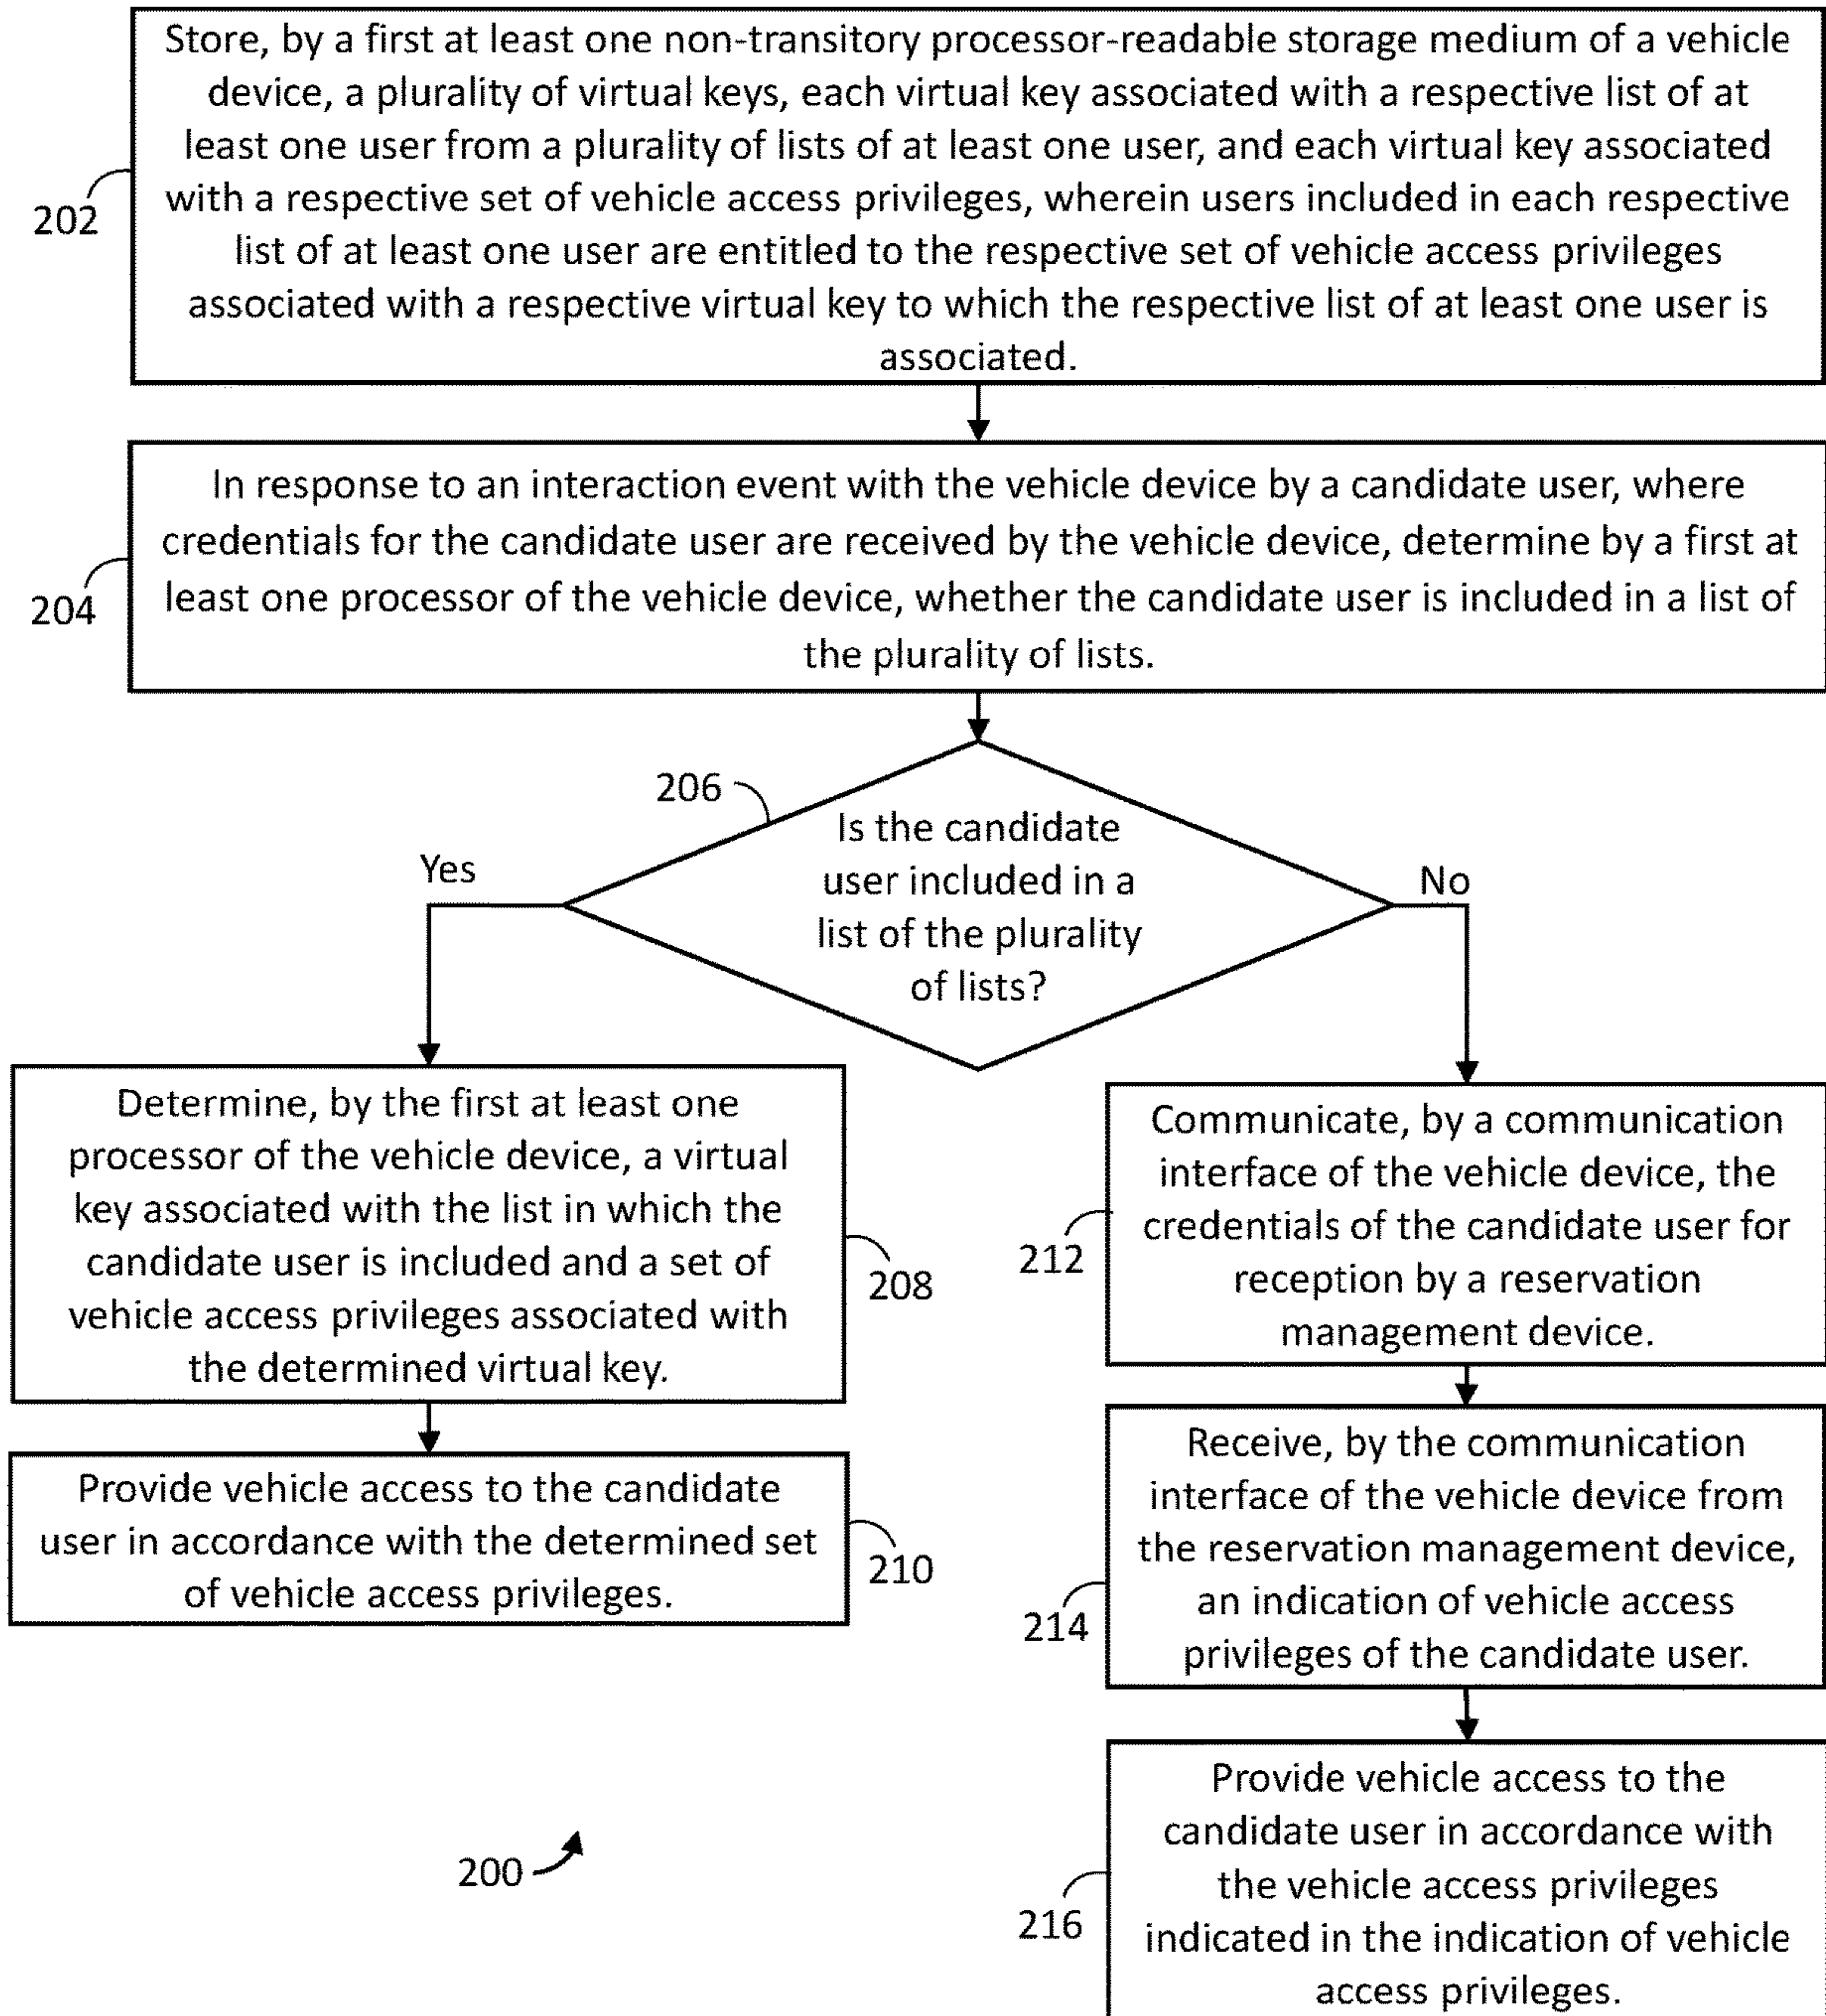 Store, by a first at least one non-transitory processor-readable storage medium of a vehicle
device, a plurality of virtual keys, each virtual key associated with a respective list of at
least one user from a plurality of lists of at least one user, and each virtual key associated
with a respective set of vehicle access privileges, wherein users included in each respective
list of at least one user are entitled to the respective set of vehicle access privileges
associated with a respective virtual key to which the respective list of at least one user is
associated.
202
In response to an interaction event with the vehicle device by a candidate user, where
credentials for the candidate user are received by the vehicle device, determine by a first at
least one processor of the vehicle device, whether the candidate user is included in a list of
the plurality of lists.
204
206
Is the candidate
user included in a
list of the plurality
of lists?
Yes
No
Determine, by the first at least one
processor of the vehicle device, a virtual
key associated with the list in which the
candidate user is included and a set of
vehicle access privileges associated with
the determined virtual key.
208
Provide vehicle access to the candidate
user in accordance with the determined set
of vehicle access privileges.
210
Communicate, by a communication
interface of the vehicle device, the
credentials of the candidate user for
reception by a reservation
management device.
212
Receive, by the communication
interface of the vehicle device from
the reservation management device,
an indication of vehicle access
privileges of the candidate user.
214
Provide vehicle access to the
candidate user in accordance with
the vehicle access privileges
indicated in the indication of vehicle
access privileges.
216
200